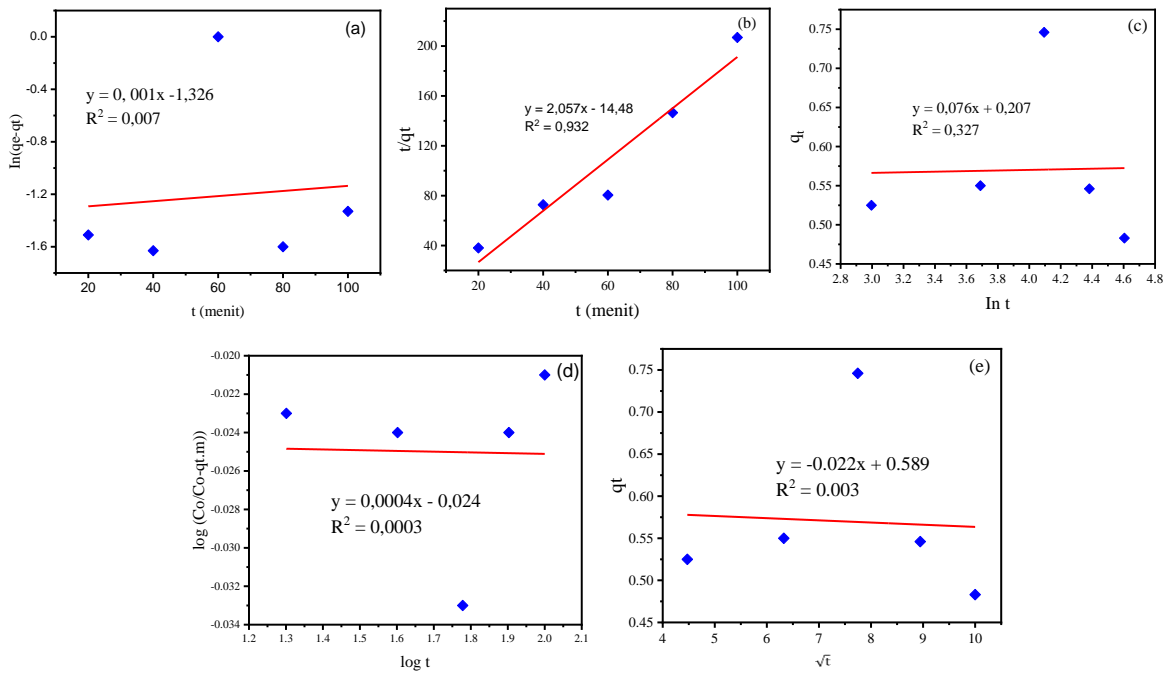 (a)
0.0
-0.4
-0.8
-1.2
-1.6
ln(qe-qt)
y = 0, 001x -1,326
R² = 0,007
20 40 60 80 100
t (menit)
(b)
200
160
120
80
40
t/qt
y = 2,057x - 14,48
R² = 0,932
20 40 60 80 100
t (menit)
(c)
0.75
0.70
0.65
0.60
0.55
0.50
0.45
qt
y = 0,076x + 0,207
R² = 0,327
2.8 3.0 3.2 3.4 3.6 3.8 4.0 4.2 4.4 4.6 4.8
In t
(d)
-0.020
-0.022
-0.024
-0.026
-0.028
-0.030
-0.032
-0.034
log (Co/Co-qt.m))
y = 0,0004x - 0,024
R² = 0,0003
1.2 1.3 1.4 1.5 1.6 1.7 1.8 1.9 2.0 2.1
log t
(e)
0.75
0.70
0.65
0.60
0.55
0.50
0.45
qt
y = -0.022x + 0.589
R² = 0.003
4 5 6 7 8 9 10
√t